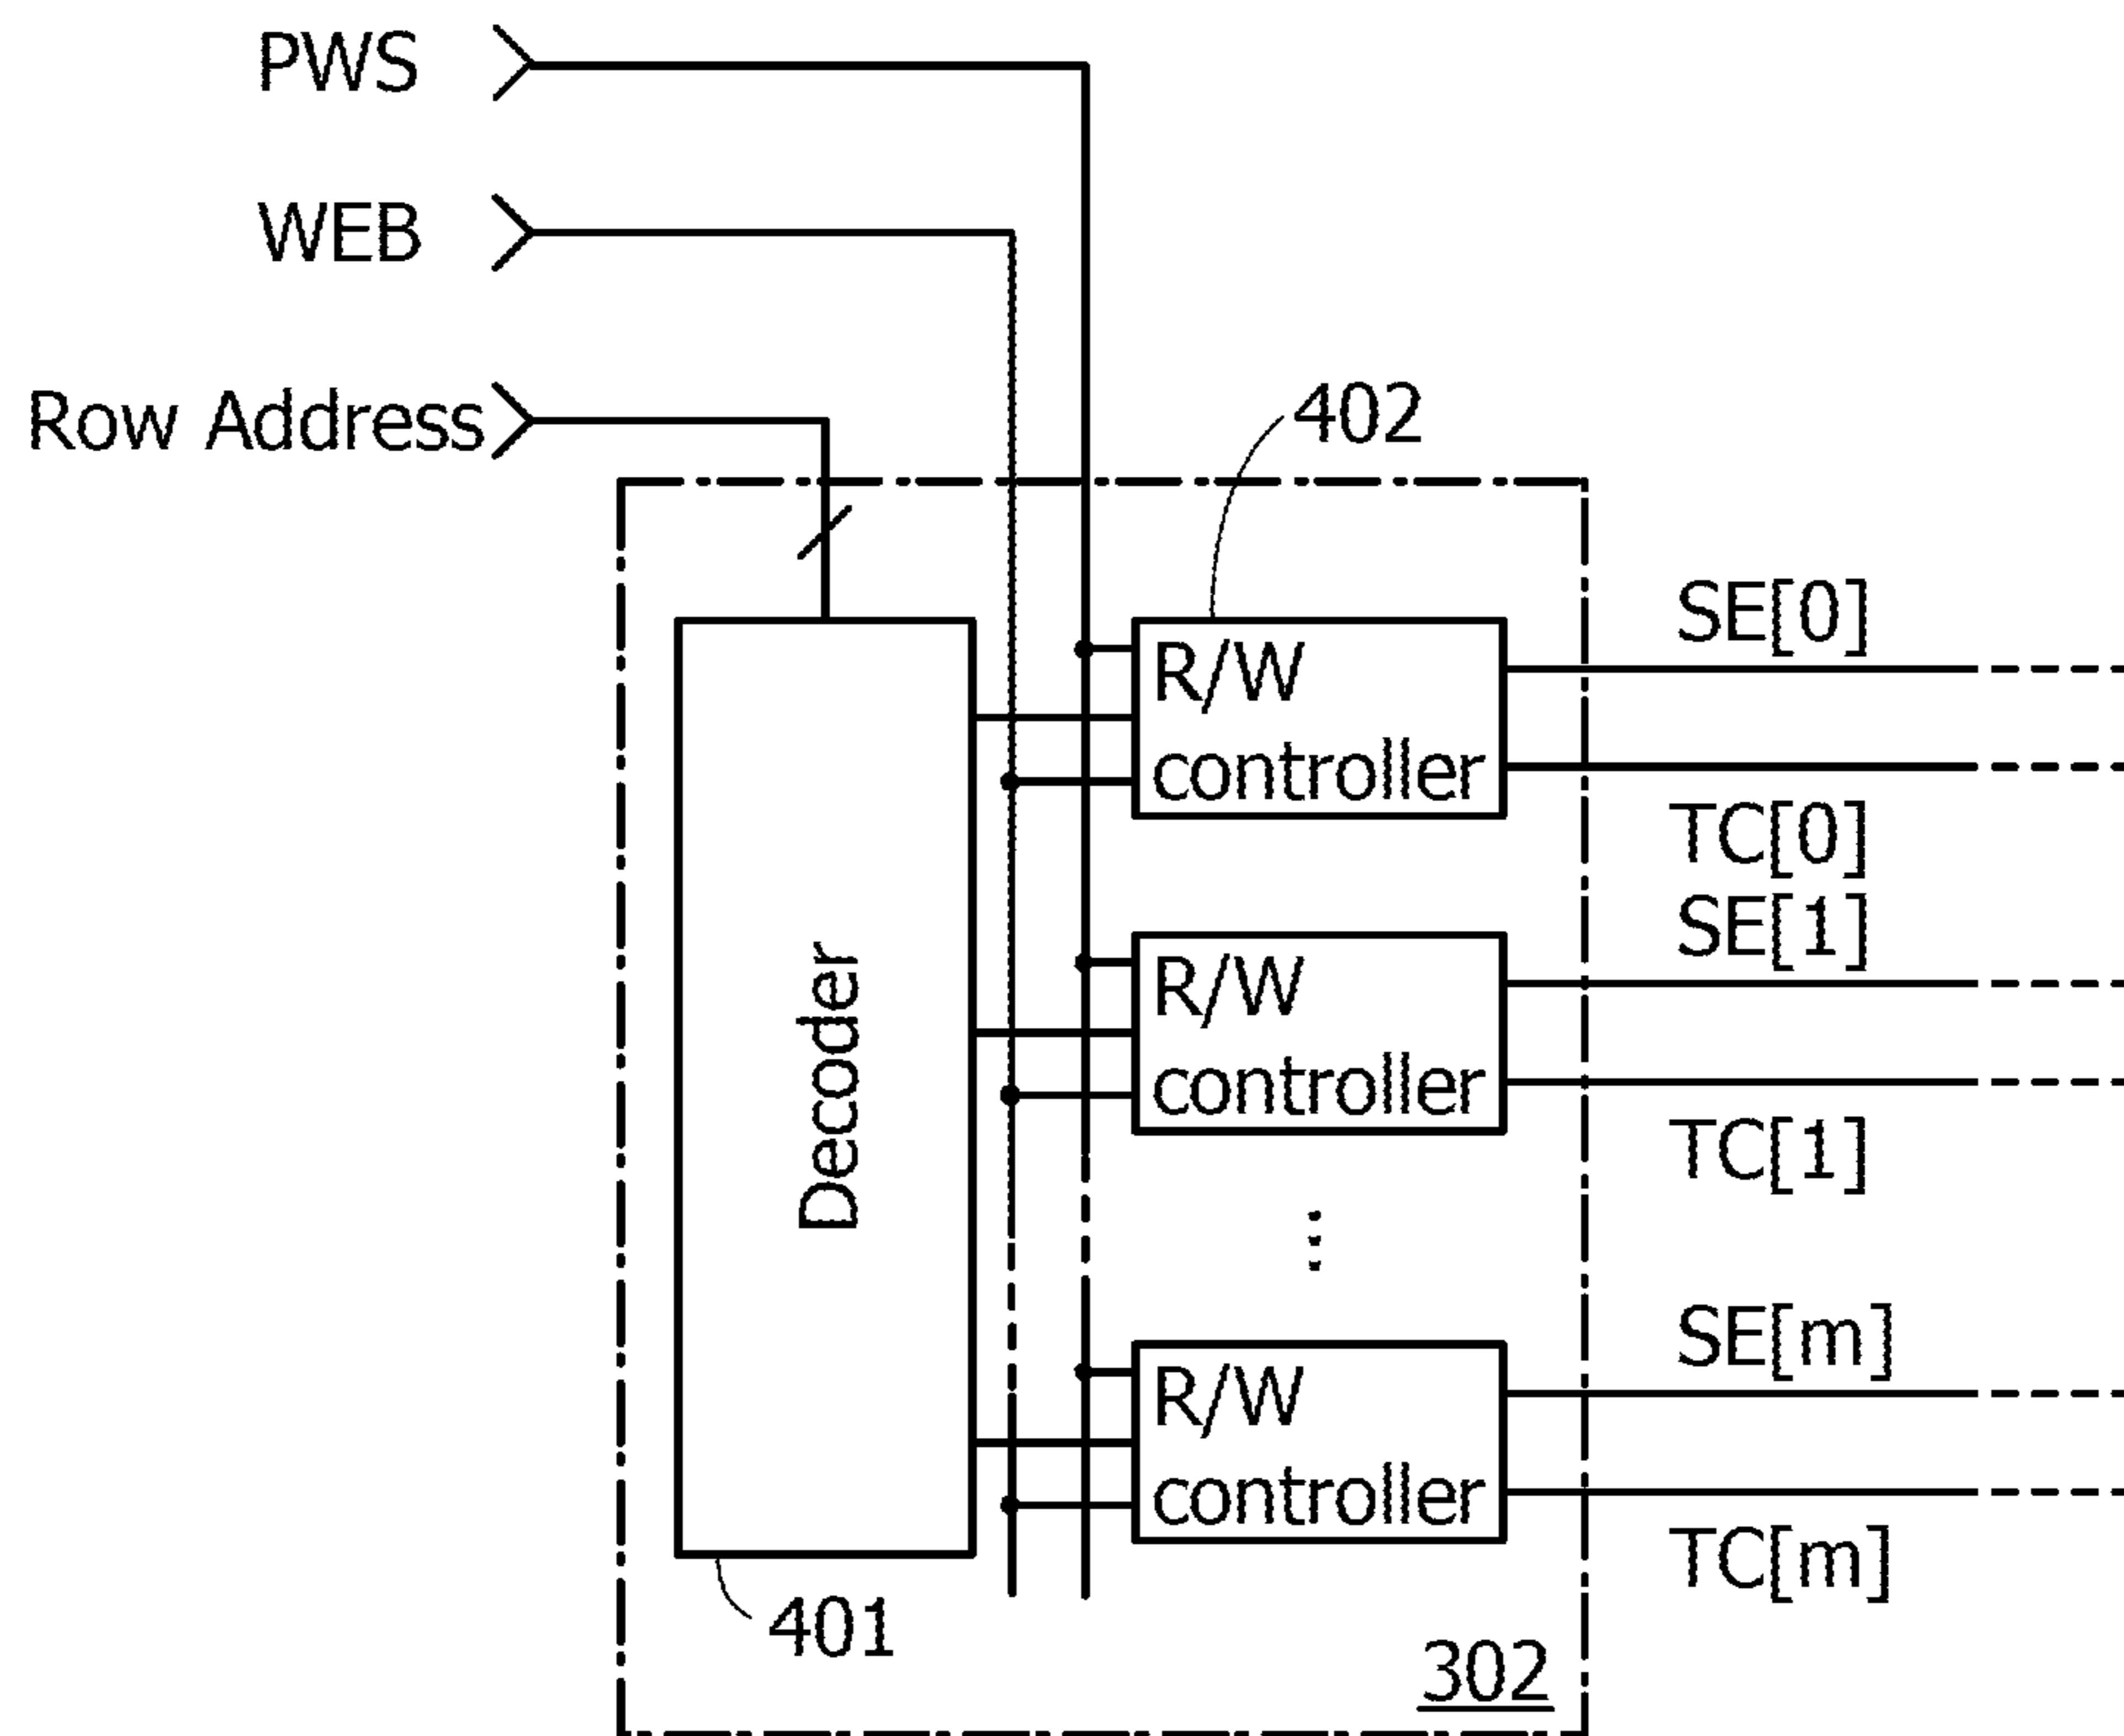 PWS
WEB
Row Address
402
R/W
controller
SE[0]
TC[0]
SE[1]
R/W
controller
TC[1]
Decoder
SE[m]
R/W
controller
TC[m]
401
302